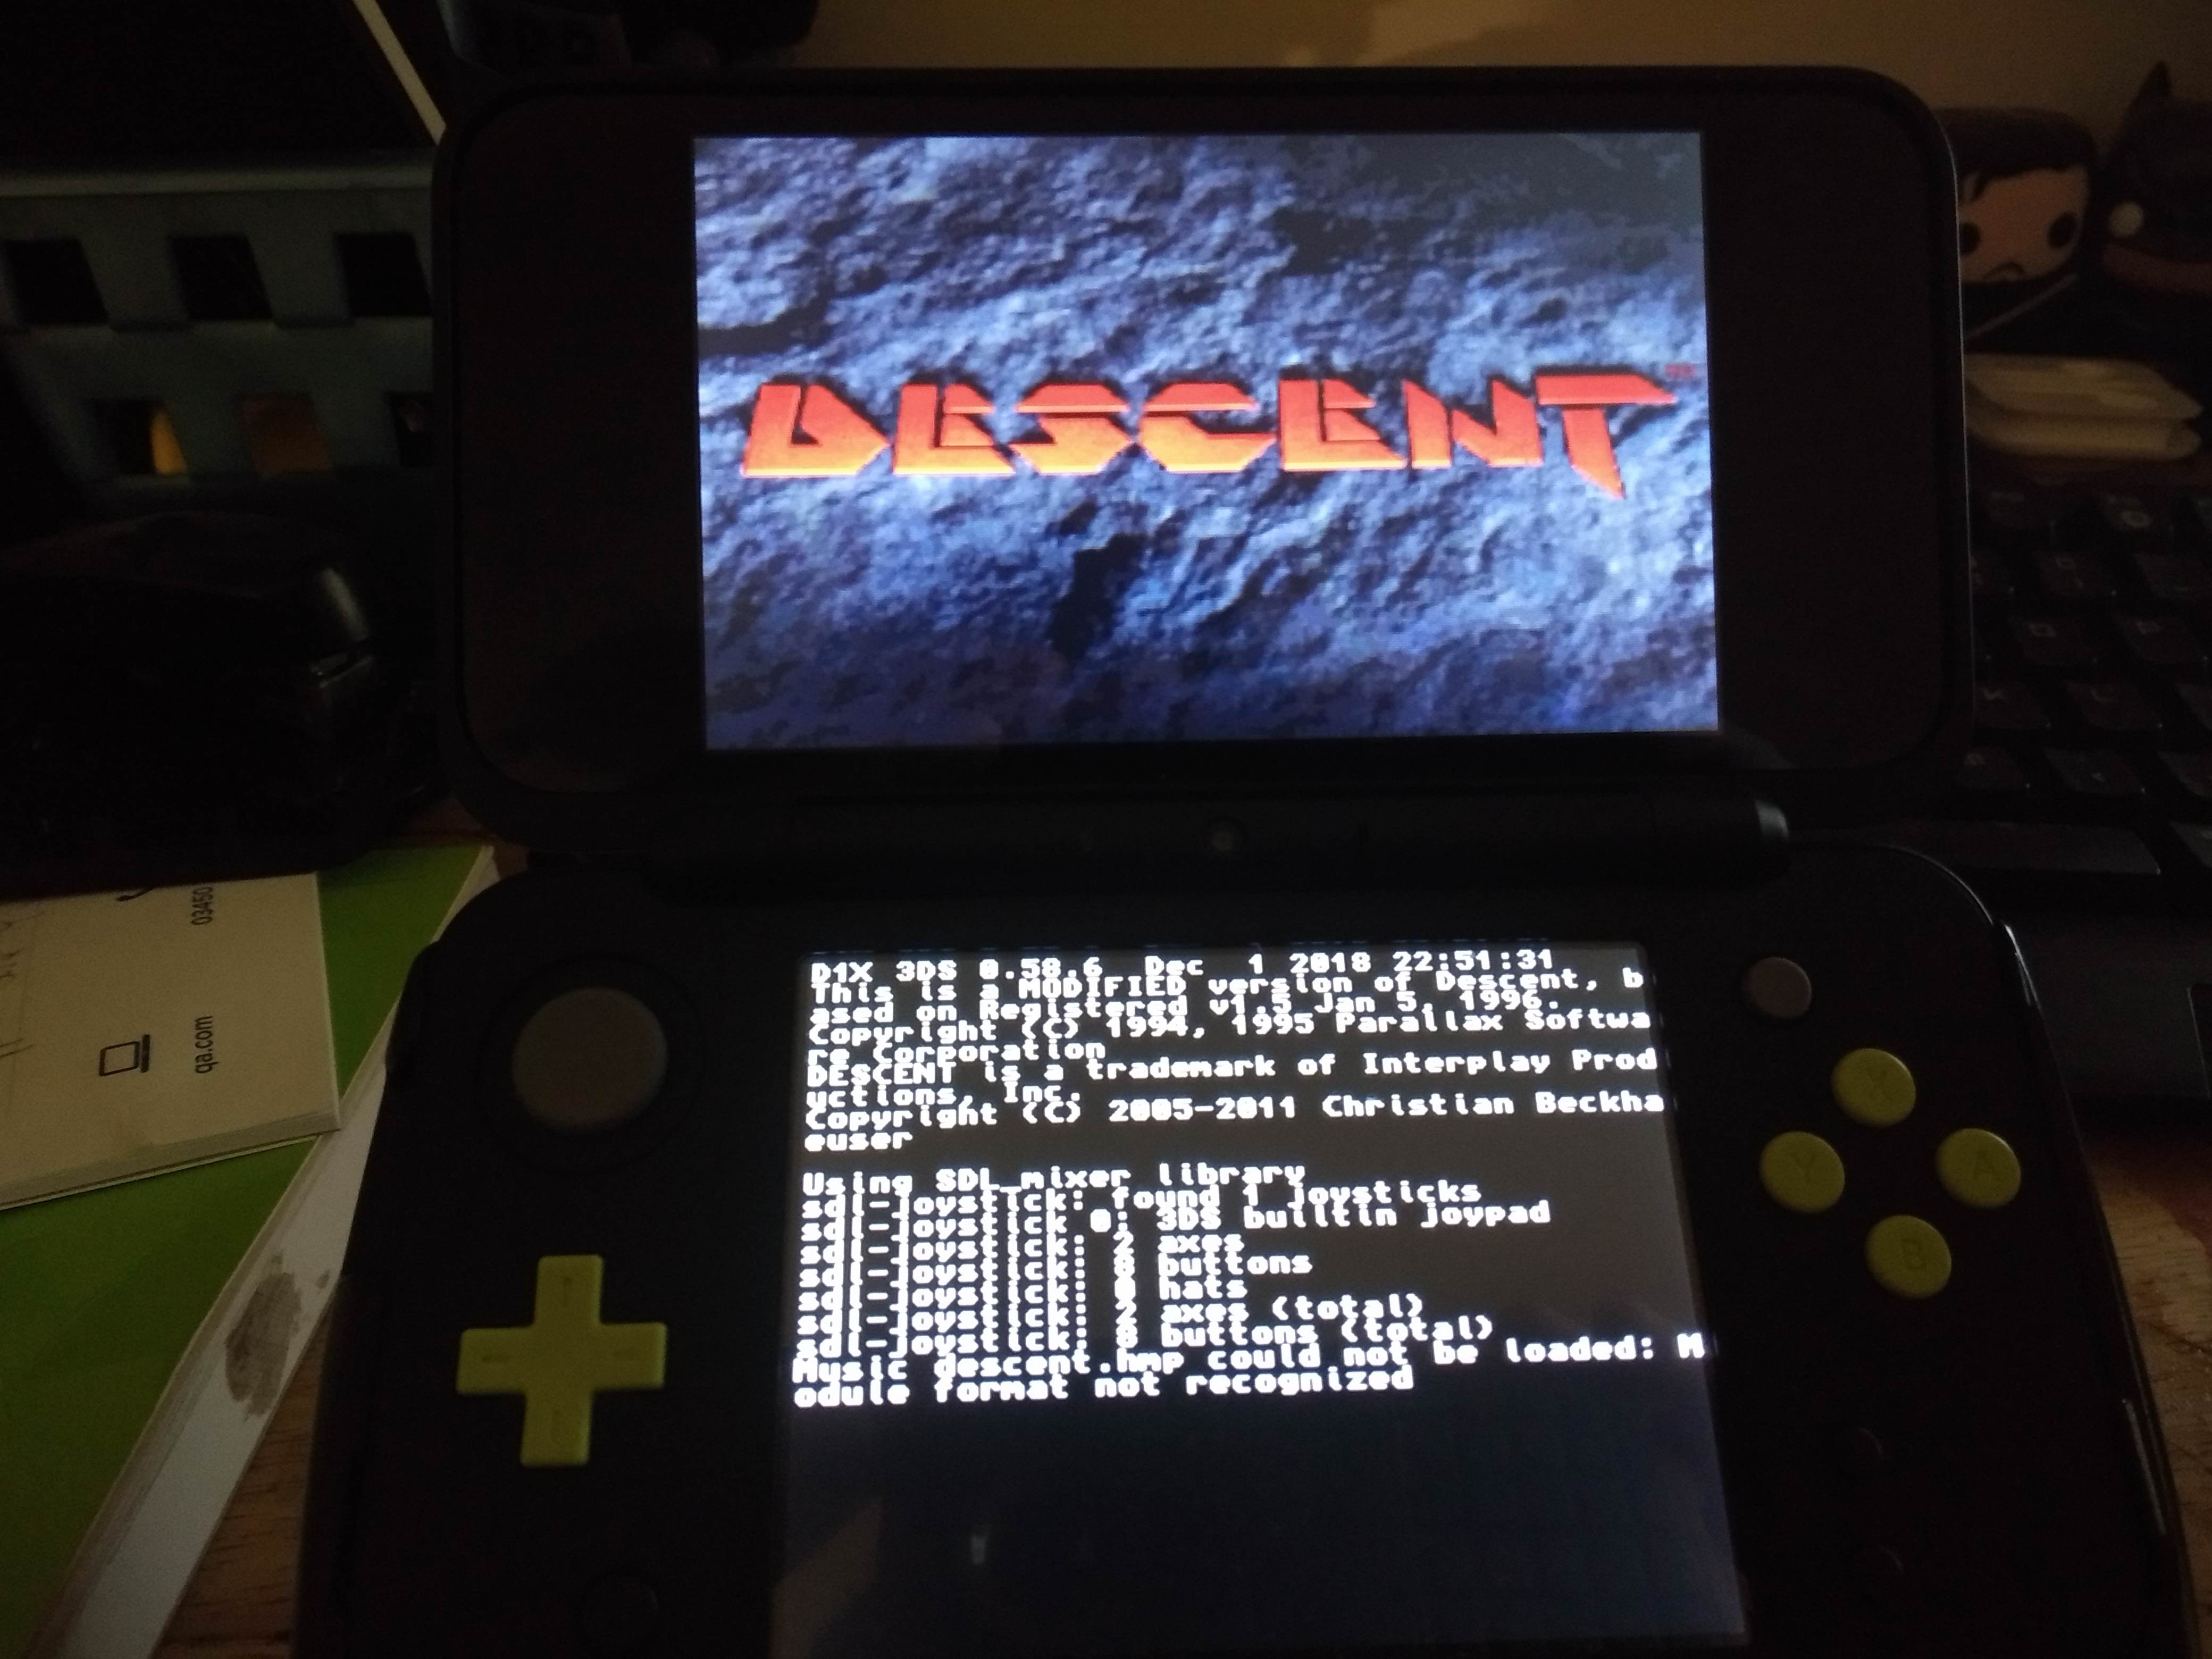 DESCENT
D1X 3DS 0.58.6  Dec  1 2018 22:51:31
This is a MODIFIED version of Descent, b
ased on Registered v1.5 Jan 5, 1996.
Copyright (C) 1994, 1995 Parallax Softwa
re Corporation
DESCENT is a trademark of Interplay Prod
uctions, Inc.
Copyright (C) 2005-2011 Christian Beckha
euser
Using SDL_mixer library
sdl-joystick: found 1 joysticks
sdl-joystick 0: 3DS builtin joypad
sdl-joystick: 2 axes
sdl-joystick: 8 buttons
sdl-joystick: 0 hats
sdl-joystick: 2 axes (total)
sdl-joystick: 8 buttons (total)
Music descent.hmp could not be loaded: M
odule format not recognized
X
Y
A
B
03450
qa.com